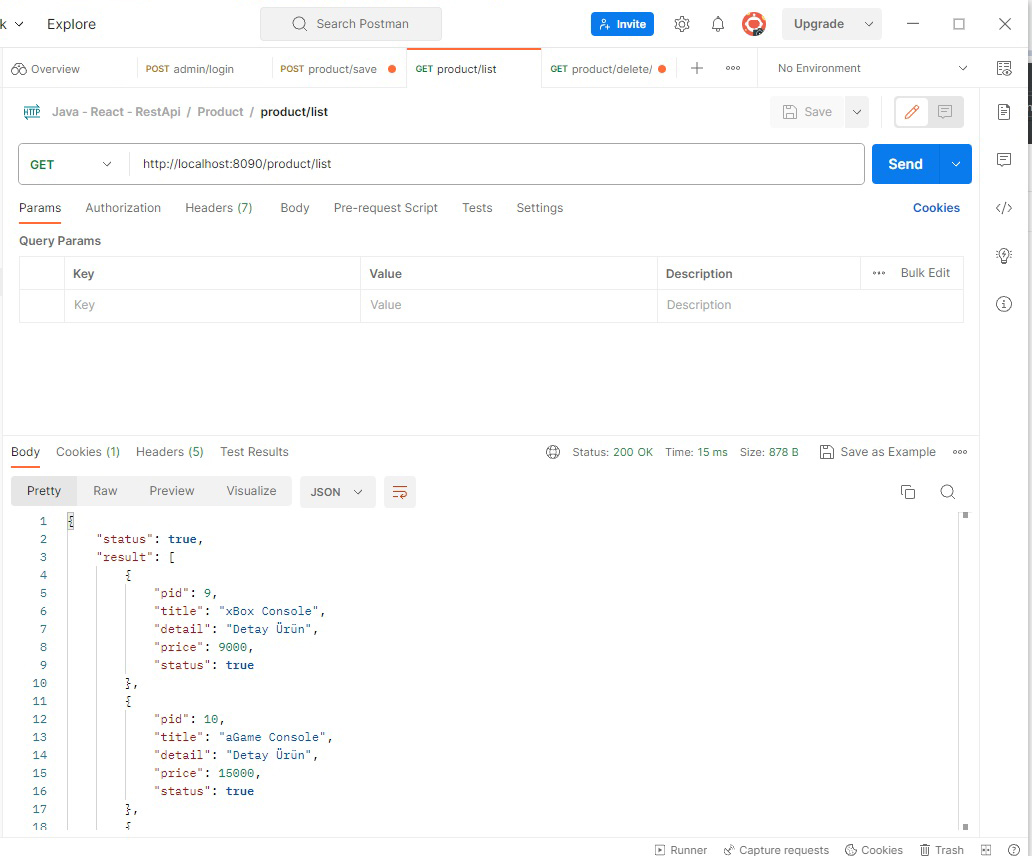 k Explore Search Postman Invite Upgrade
Overview POST admin/login POST product/save GET product/list GET product/delete/ + No Environment
HTTP Java - React - RestApi / Product / product/list Save
GET http://localhost:8090/product/list Send
Params Authorization Headers (7) Body Pre-request Script Tests Settings Cookies
Query Params
Key Value Description Bulk Edit
Key Value Description
Body Cookies (1) Headers (5) Test Results Status: 200 OK Time: 15 ms Size: 878 B Save as Example
Pretty Raw Preview Visualize JSON
1 {
2 "status": true,
3 "result": [
4 {
5 "pid": 9,
6 "title": "xBox Console",
7 "detail": "Detay Ürün",
8 "price": 9000,
9 "status": true
10 },
11 {
12 "pid": 10,
13 "title": "aGame Console",
14 "detail": "Detay Ürün",
15 "price": 15000,
16 "status": true
17 },
18 {
Runner Capture requests Cookies Trash